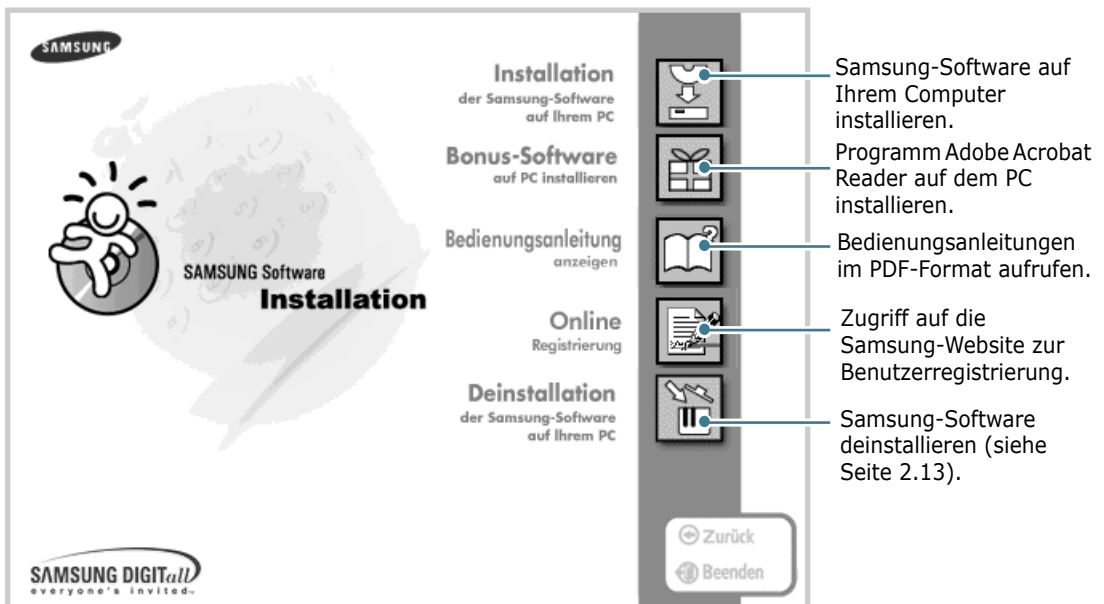 SAMSUNG
Installation
der Samsung-Software
auf Ihrem PC
Bonus-Software
auf PC installieren
Bedienungsanleitung
anzeigen
Online
Registrierung
Deinstallation
der Samsung-Software
auf Ihrem PC
SAMSUNG Software
Installation
Zurück
Beenden
SAMSUNG DIGITall
everyone's invited™
Samsung-Software auf
Ihrem Computer
installieren.
Programm Adobe Acrobat
Reader auf dem PC
installieren.
Bedienungsanleitungen
im PDF-Format aufrufen.
Zugriff auf die
Samsung-Website zur
Benutzerregistrierung.
Samsung-Software
deinstallieren (siehe
Seite 2.13).